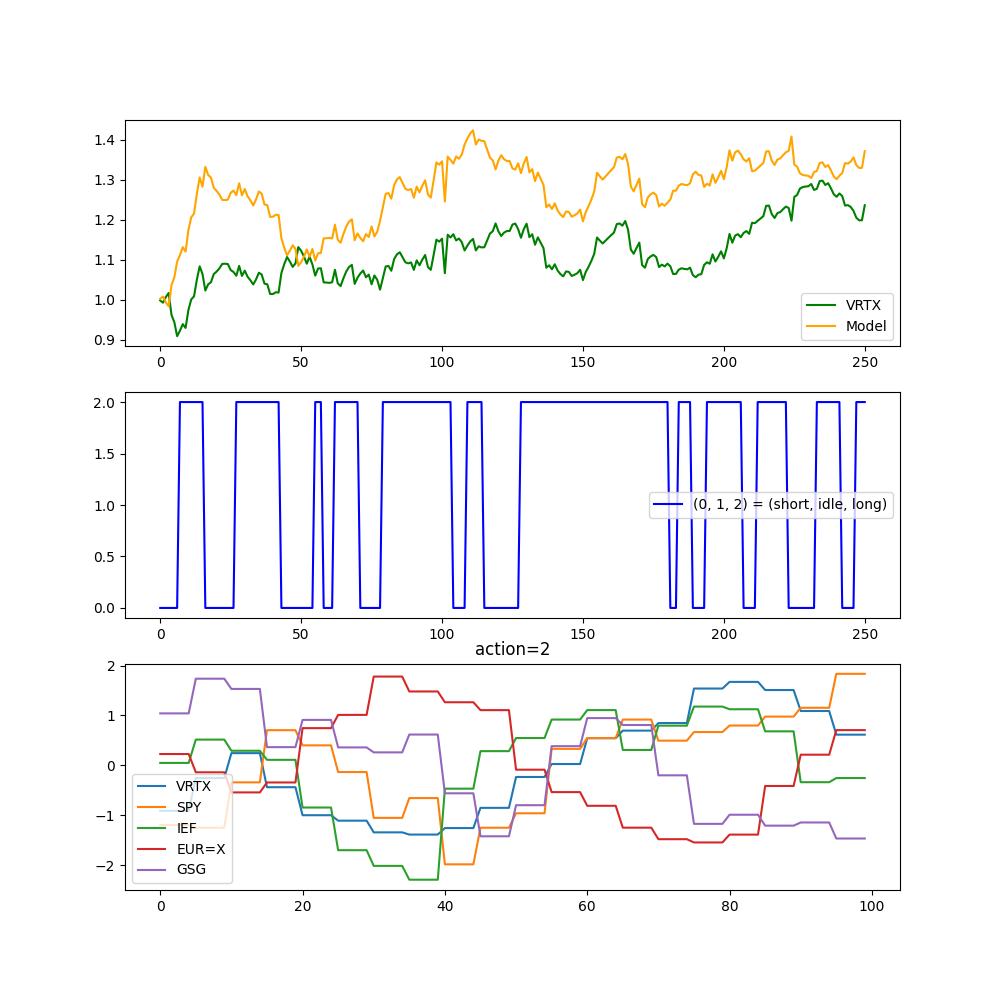 1.4
1.3
1.2
1.1
1.0
0.9
0 50 100 150 200 250
VRTX
Model
2.0
1.5
1.0
0.5
0.0
0 50 100 150 200 250
(0, 1, 2) = (short, idle, long)
action=2
2
1
0
−1
−2
0 20 40 60 80 100
VRTX
SPY
IEF
EUR=X
GSG